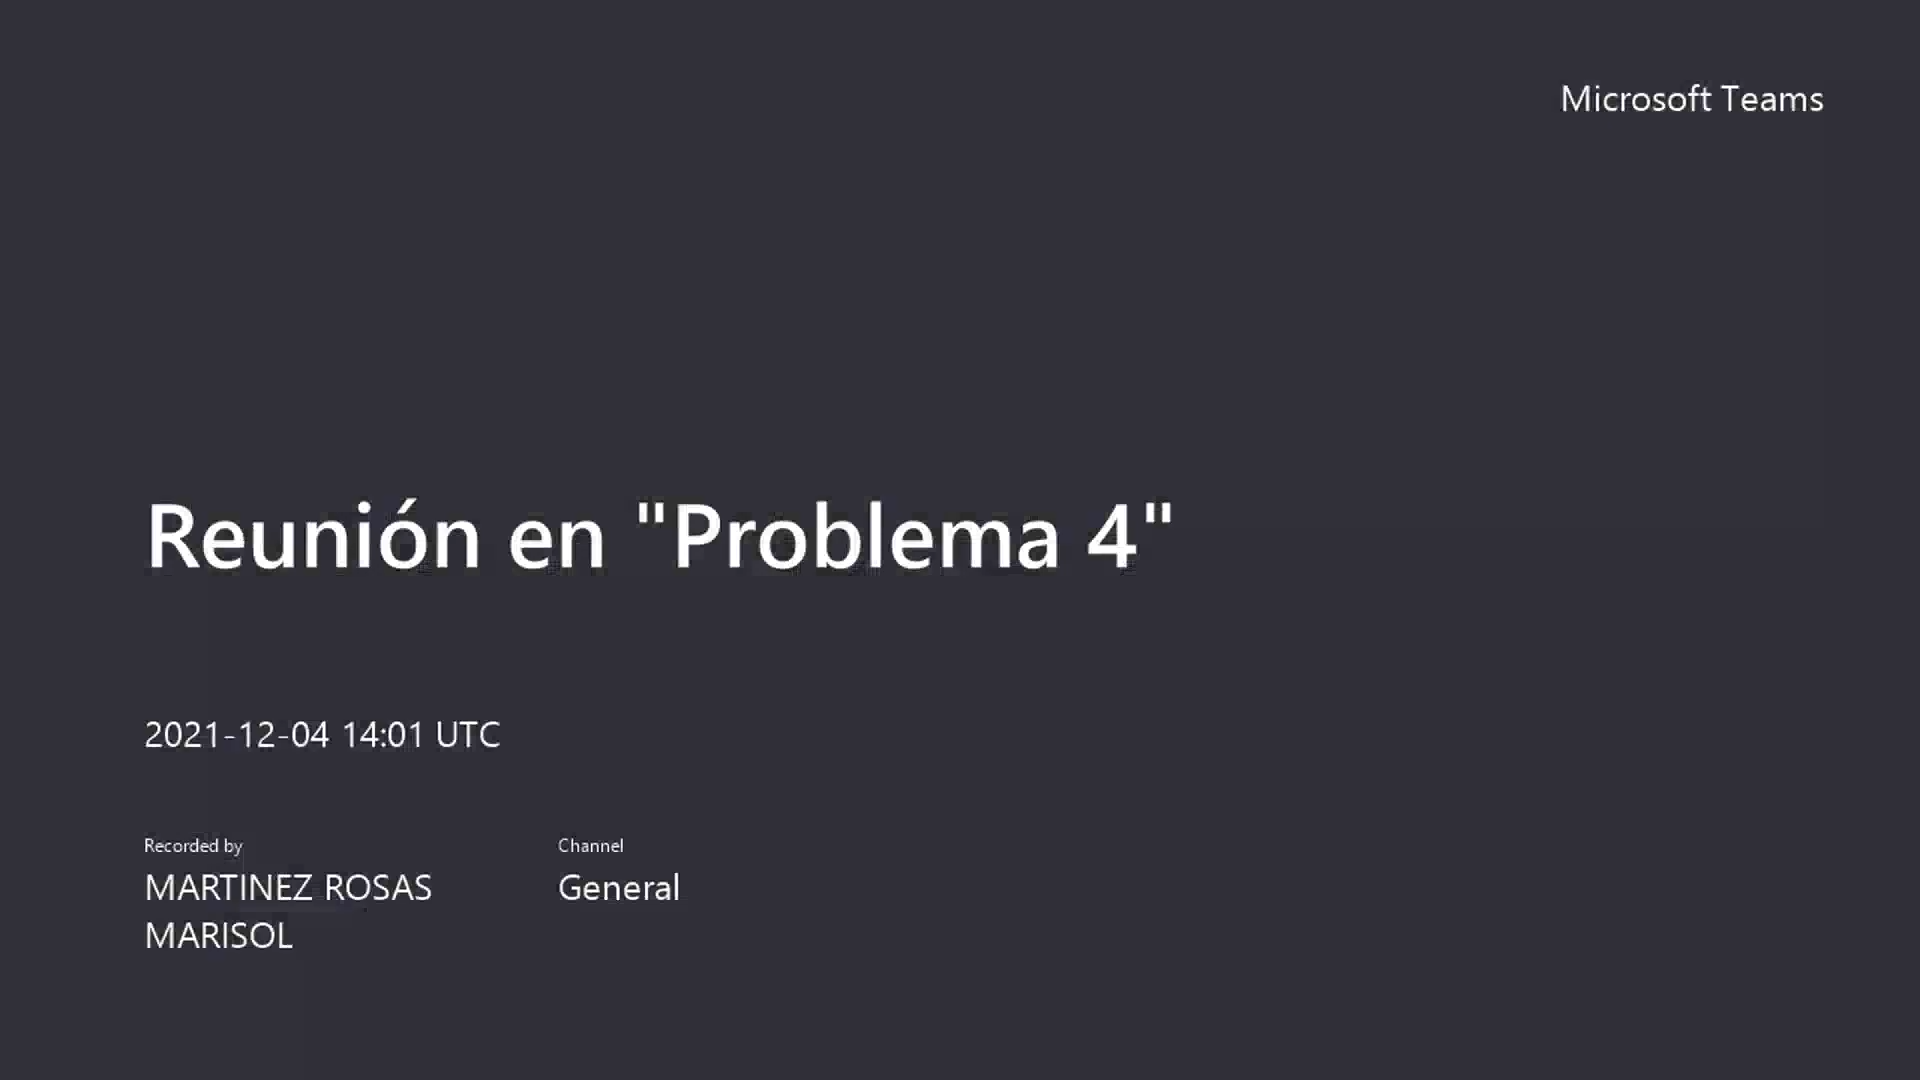 Microsoft Teams
Reunión en "Problema 4"
2021-12-04 14:01 UTC
Recorded by
MARTINEZ ROSAS
MARISOL
Channel
General